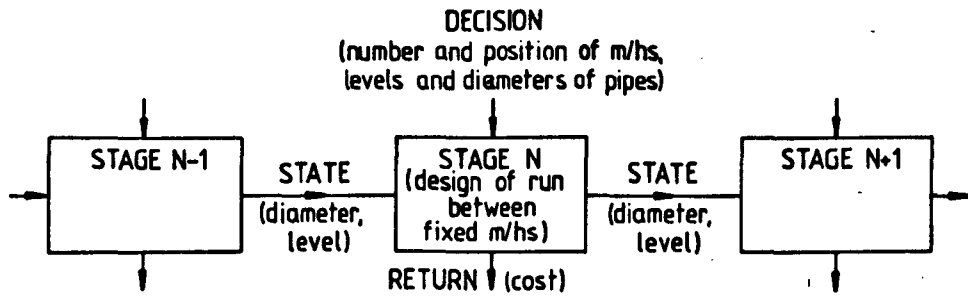 DECISION
(number and position of m/hs,
levels and diameters of pipes)
STAGE N-1
STATE
(diameter,
level)
STAGE N
(design of run
between
fixed m/hs)
STATE
(diameter,
level)
STAGE N+1
RETURN (cost)